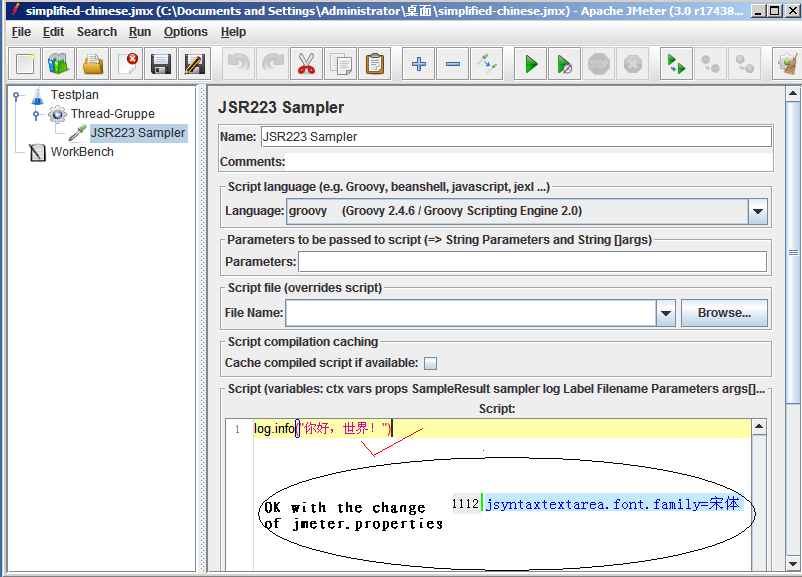 simplified-chinese.jmx (C:\Documents and Settings\Administrator\桌面\simplified-chinese.jmx) - Apache JMeter (3.0 r17438...
File Edit Search Run Options Help
STOP
Testplan
Thread-Gruppe
JSR223 Sampler
WorkBench
JSR223 Sampler
Name: JSR223 Sampler
Comments:
Script language (e.g. Groovy, beanshell, javascript, jexl ...)
Language: groovy (Groovy 2.4.6 / Groovy Scripting Engine 2.0)
Parameters to be passed to script (=> String Parameters and String []args)
Parameters:
Script file (overrides script)
File Name: Browse...
Script compilation caching
Cache compiled script if available:
Script (variables: ctx vars props SampleResult sampler log Label Filename Parameters args[]...
Script:
1 log.info("你好，世界！")
OK with the change
of jmeter.properties
1112 jsyntaxtextarea.font.family=宋体